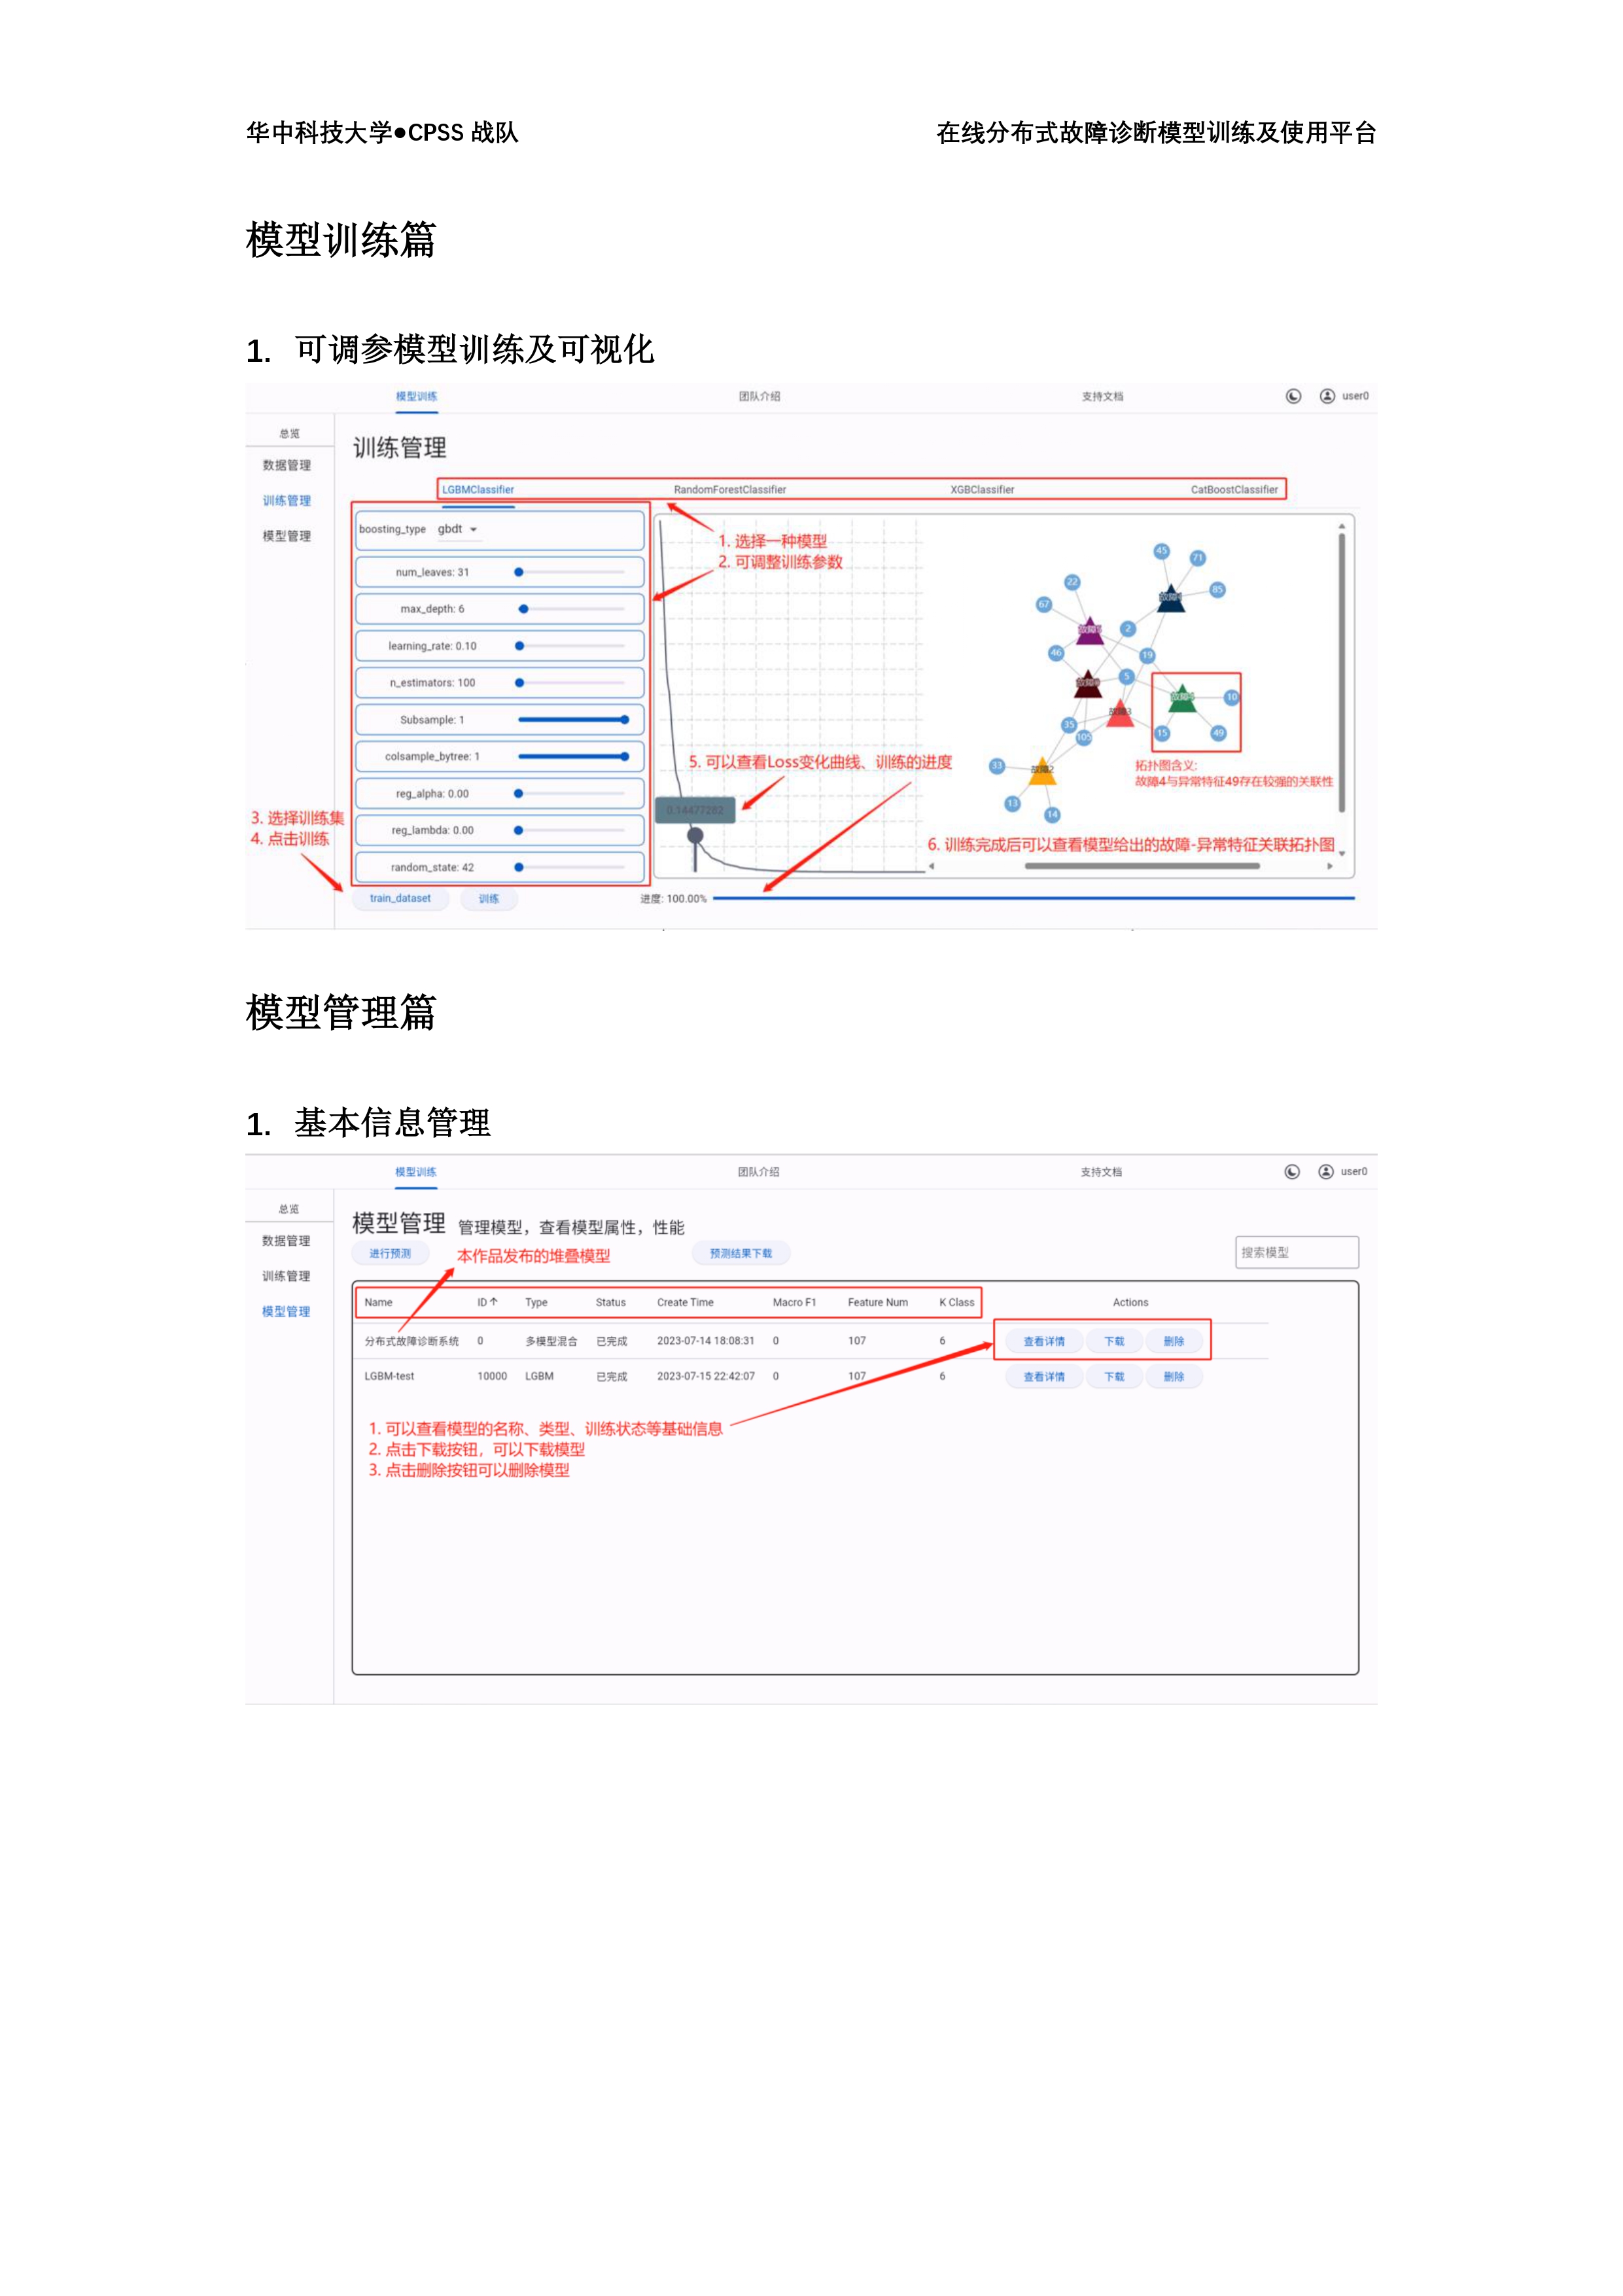 华中科技大学●CPSS 战队
在线分布式故障诊断模型训练及使用平台
模型训练篇
1. 可调参模型训练及可视化
模型训练
团队介绍
支持文档
user0
总览
数据管理
训练管理
模型管理
训练管理
LGBMClassifier
RandomForestClassifier
XGBClassifier
CatBoostClassifier
boosting_type gbdt
num_leaves: 31
max_depth: 6
learning_rate: 0.10
n_estimators: 100
Subsample: 1
colsample_bytree: 1
reg_alpha: 0.00
reg_lambda: 0.00
random_state: 42
1. 选择一种模型
2. 可调整训练参数
3. 选择训练集
4. 点击训练
train_dataset
训练
5. 可以查看Loss变化曲线、训练的进度
0.14477282
进度: 100.00%
45
71
22
85
67
2
46
19
5
10
35
105
15
49
33
13
14
故障3
故障2
拓扑图含义:
故障4与异常特征49存在较强的关联性
6. 训练完成后可以查看模型给出的故障-异常特征关联拓扑图
模型管理篇
1. 基本信息管理
模型训练
团队介绍
支持文档
user0
总览
数据管理
训练管理
模型管理
模型管理 管理模型，查看模型属性，性能
进行预测
本作品发布的堆叠模型
预测结果下载
搜索模型
Name ID↑ Type Status Create Time Macro F1 Feature Num K Class Actions
分布式故障诊断系统 0 多模型混合 已完成 2023-07-14 18:08:31 0 107 6 查看详情 下载 删除
LGBM-test 10000 LGBM 已完成 2023-07-15 22:42:07 0 107 6 查看详情 下载 删除
1. 可以查看模型的名称、类型、训练状态等基础信息
2. 点击下载按钮，可以下载模型
3. 点击删除按钮可以删除模型